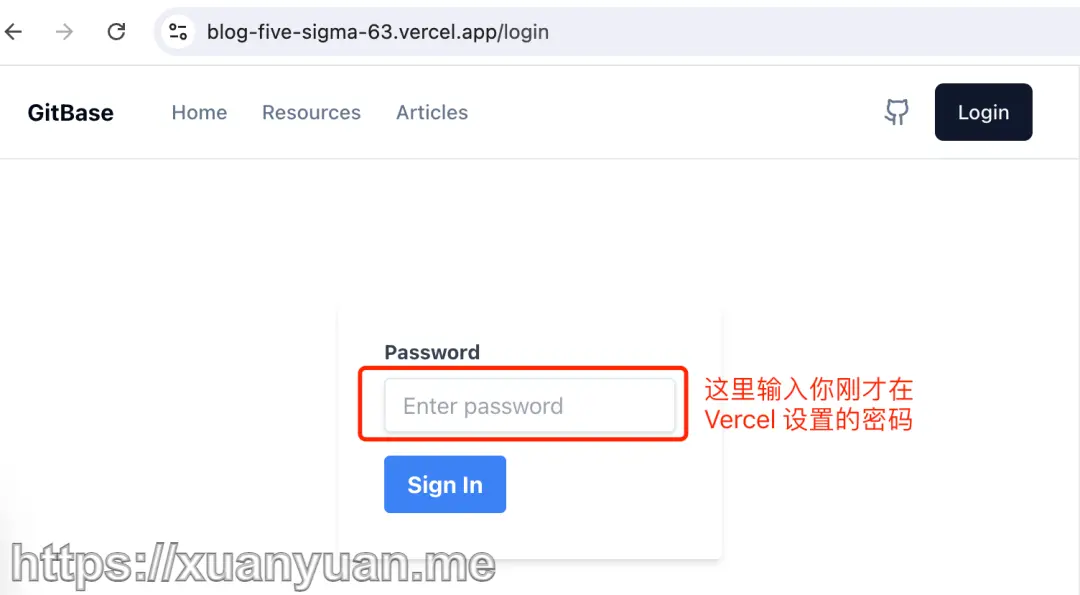 blog-five-sigma-63.vercel.app/login
GitBase Home Resources Articles Login
Password
Enter password
这里输入你刚才在
Vercel 设置的密码
Sign In
https://xuanyuan.me